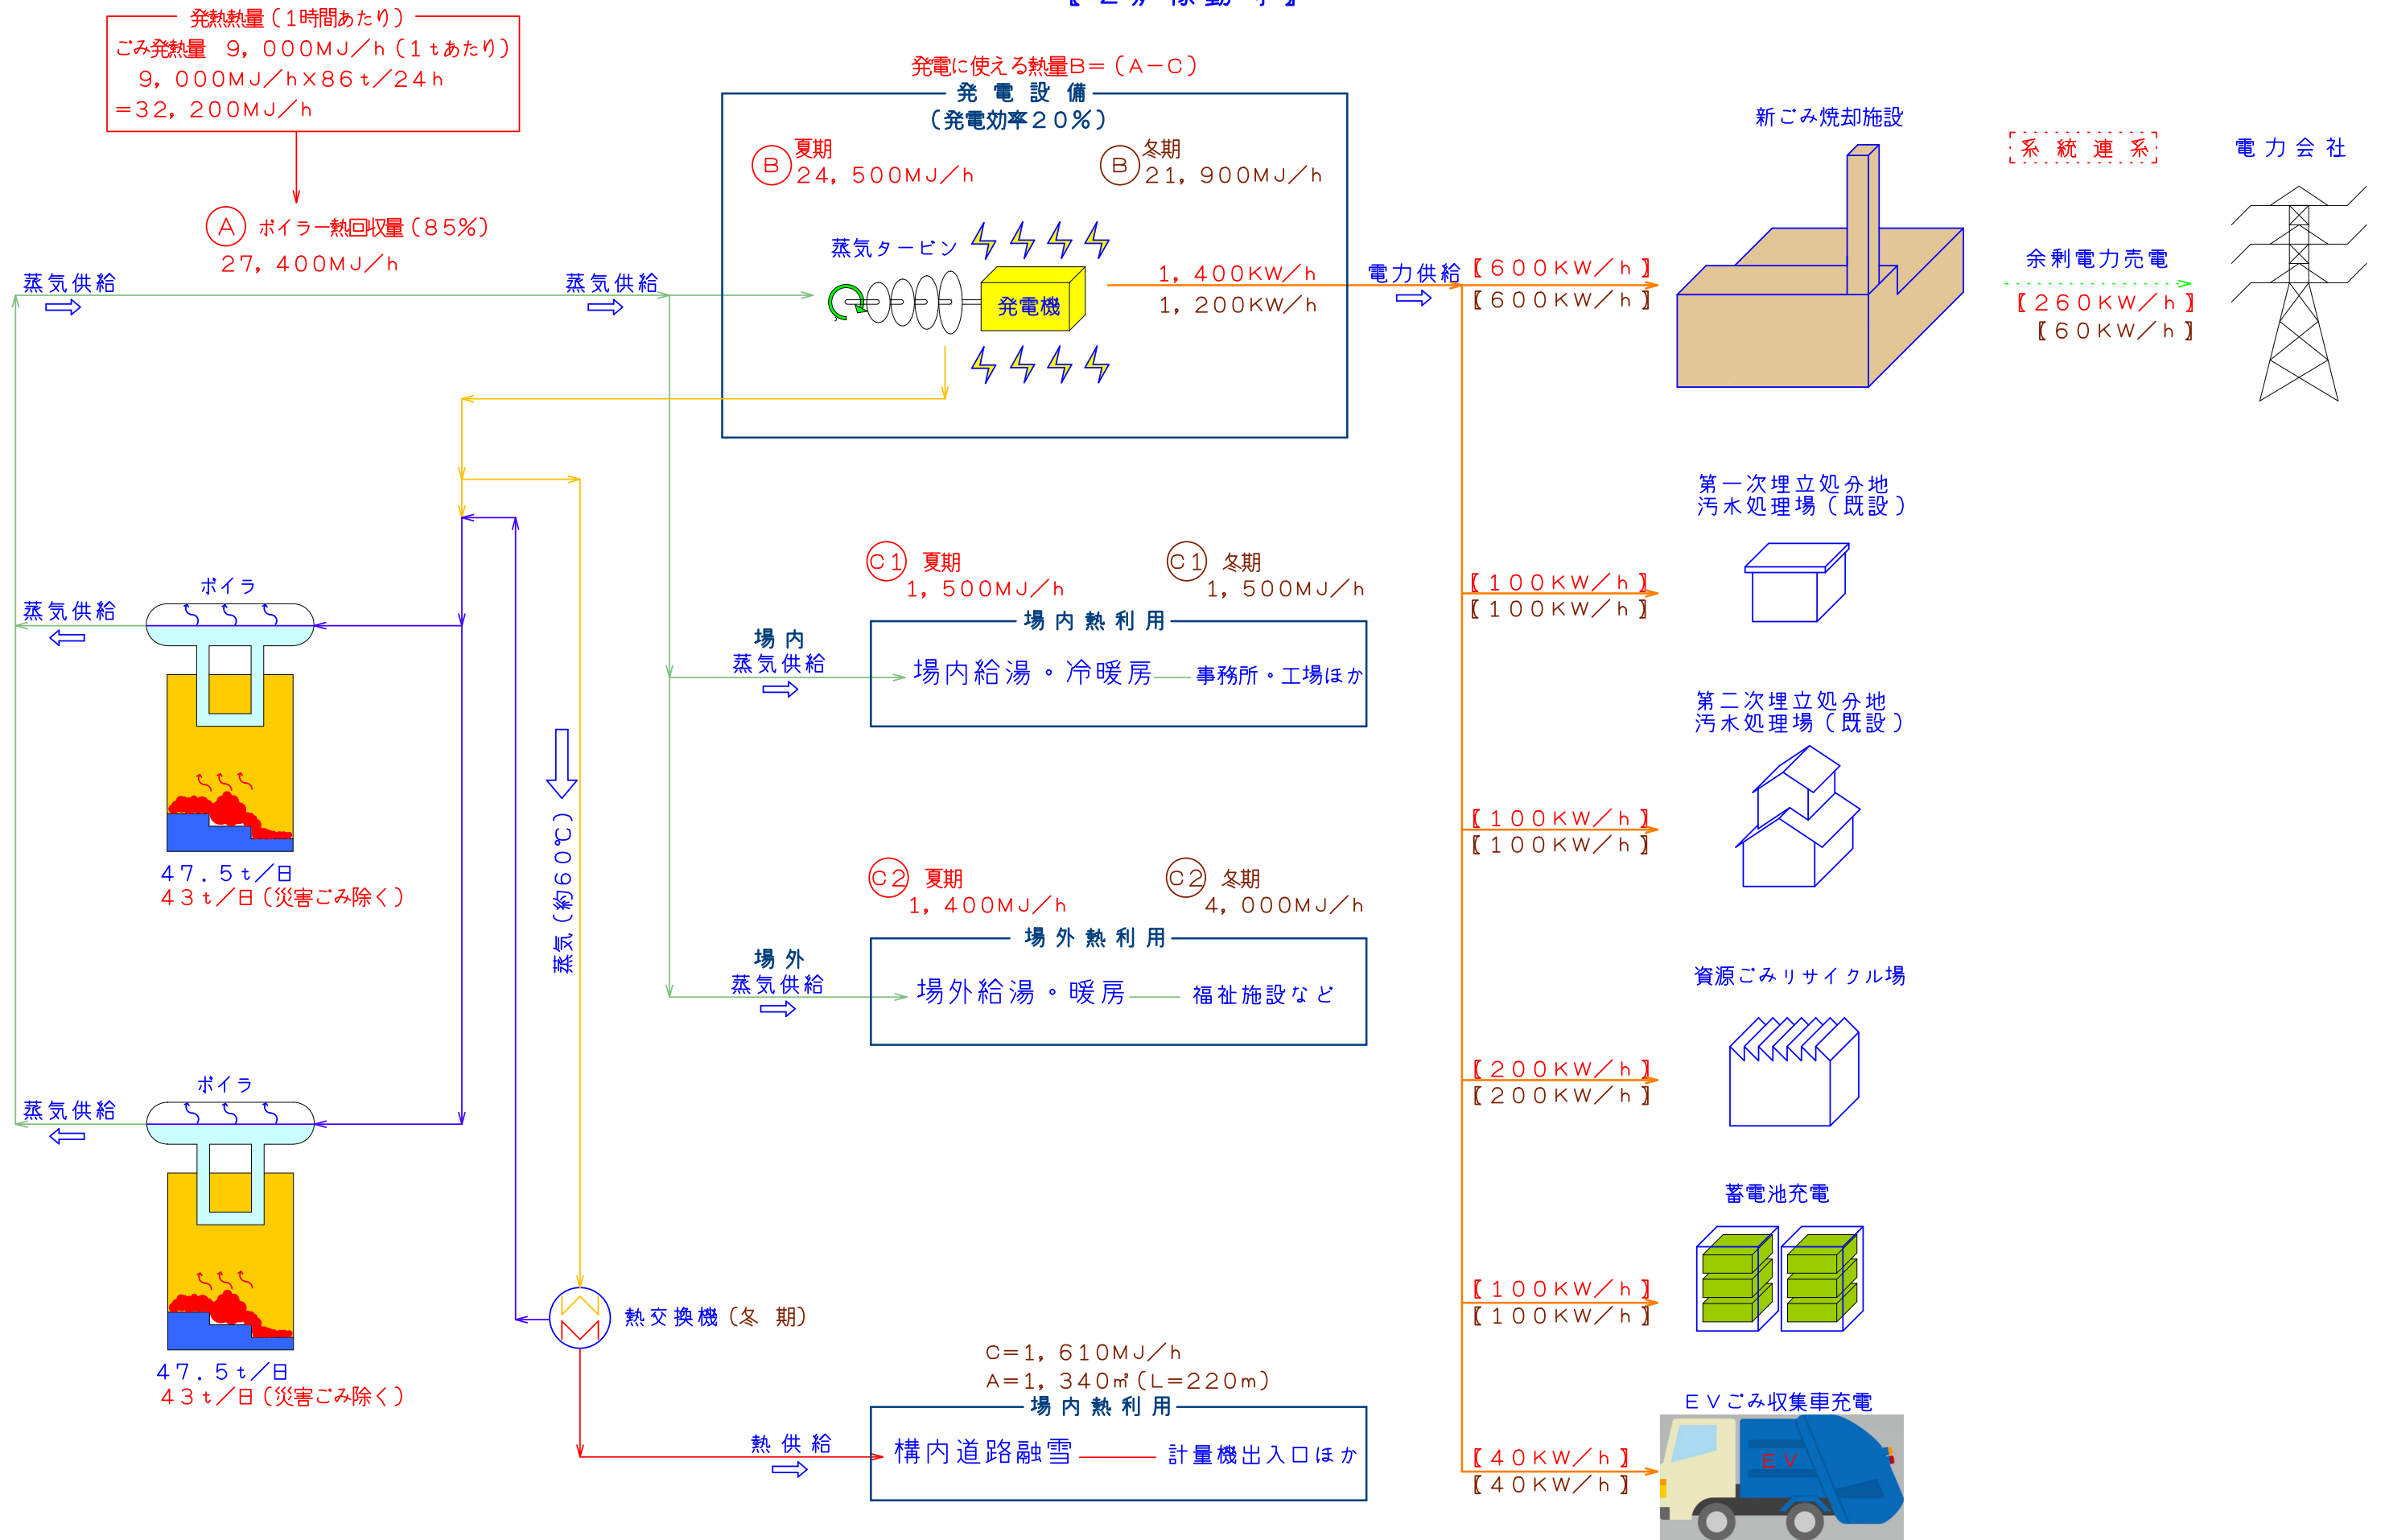 発熱熱量（1時間あたり）
ごみ発熱量　9，000MJ／h（1tあたり）
9，000MJ／h×86t／24h
=32，200MJ／h
A ボイラー熱回収量（85%）
27，400MJ／h
発電に使える熱量B=（A－C）
発電設備
（発電効率20%）
B 夏期
24，500MJ／h
B 冬期
21，900MJ／h
蒸気タービン
発電機
1，400KW／h
1，200KW／h
蒸気供給
蒸気供給
電力供給
【600KW／h】
【600KW／h】
新ごみ焼却施設
系統連系
電力会社
余剰電力売電
【260KW／h】
【60KW／h】
第一次埋立処分地
汚水処理場（既設）
【100KW／h】
【100KW／h】
第二次埋立処分地
汚水処理場（既設）
【100KW／h】
【100KW／h】
資源ごみリサイクル場
【200KW／h】
【200KW／h】
蓄電池充電
【100KW／h】
【100KW／h】
EVごみ収集車充電
【40KW／h】
【40KW／h】
EV
C1 夏期
1，500MJ／h
C1 冬期
1，500MJ／h
場内熱利用
場内
蒸気供給
場内給湯・冷暖房
事務所・工場ほか
C2 夏期
1，400MJ／h
C2 冬期
4，000MJ／h
場外熱利用
場外
蒸気供給
場外給湯・暖房
福祉施設など
ボイラ
蒸気供給
47．5t／日
43t／日（災害ごみ除く）
ボイラ
蒸気供給
47．5t／日
43t／日（災害ごみ除く）
蒸気（約60℃）
熱交換機（冬　期）
C=1，610MJ／h
A=1，340㎡（L=220m）
場内熱利用
熱供給
構内道路融雪
計量機出入口ほか